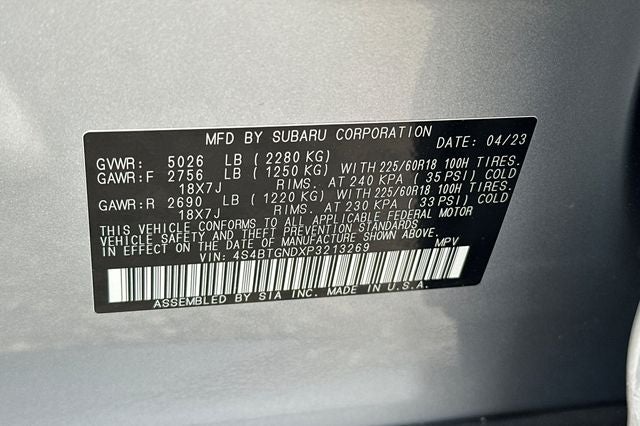 MFD BY SUBARU CORPORATION DATE: 04/23
GVWR: 5026 LB (2280 KG)
GAWR:F 2756 LB (1250 KG) WITH 225/60R18 100H TIRES.
18X7J RIMS. AT 240 KPA (35 PSI) COLD
GAWR:R 2690 LB (1220 KG) WITH 225/60R18 100H TIRES.
18X7J RIMS. AT 230 KPA (33 PSI) COLD
THIS VEHICLE CONFORMS TO ALL APPLICABLE FEDERAL MOTOR
VEHICLE SAFETY AND THEFT PREVENTION STANDARDS
IN EFFECT ON THE DATE OF MANUFACTURE SHOWN ABOVE.
VIN: 4S4BTGNDXP3213269 MPV
ASSEMBLED BY SIA INC. MADE IN U.S.A.